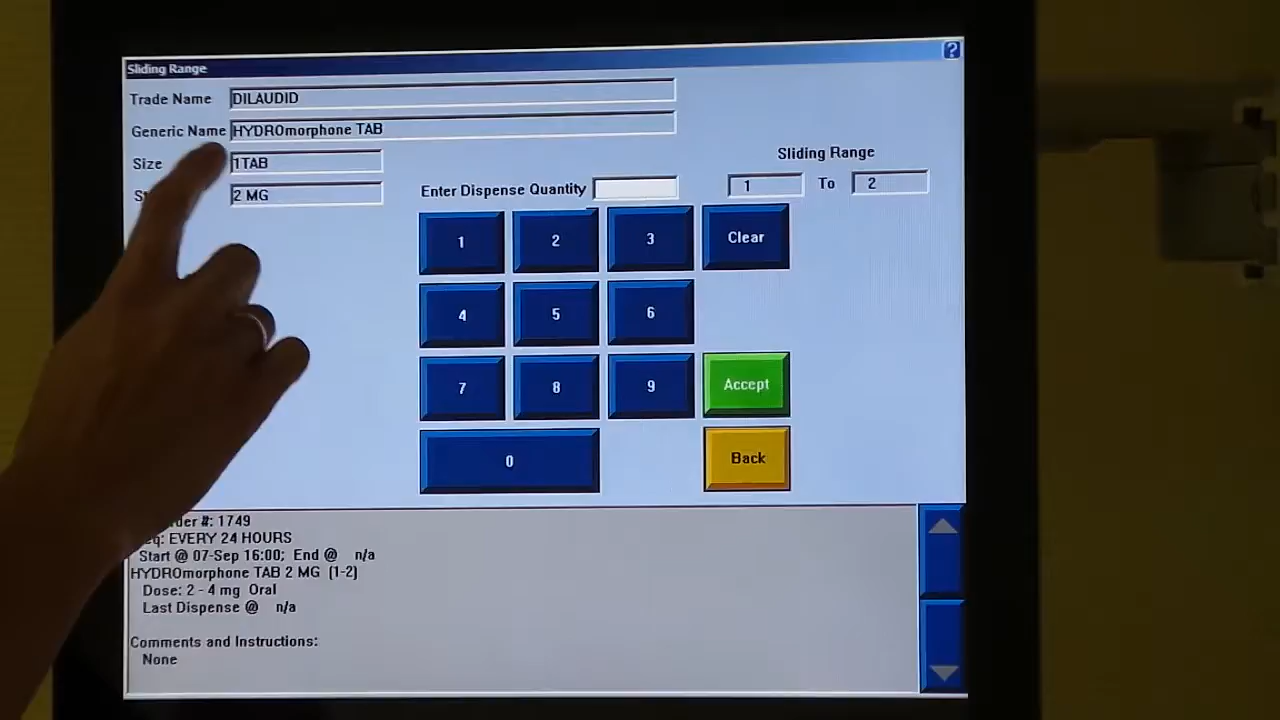 Sliding Range
?
Trade Name DILAUDID
Generic Name HYDROmorphone TAB
Size 1TAB
2 MG
Sliding Range
Enter Dispense Quantity 1 To 2
1 2 3 Clear
4 5 6
7 8 9 Accept
0 Back
#: 1749
EVERY 24 HOURS
Start @ 07-Sep 16:00; End @ n/a
HYDROmorphone TAB 2 MG (1-2)
Dose: 2 - 4 mg Oral
Last Dispense @ n/a
Comments and Instructions:
None